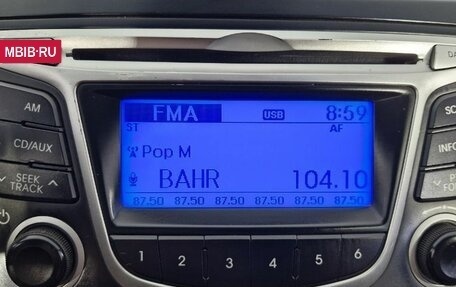 MBIB-RU
AM
CD/AUX
SEEK
TRACK
FMA
USB
8:59
ST
AF
Pop M
BAHR 104.10
87.50 87.50 87.50 87.50 87.50 87.50
1 2 3 4 5 6
INFO